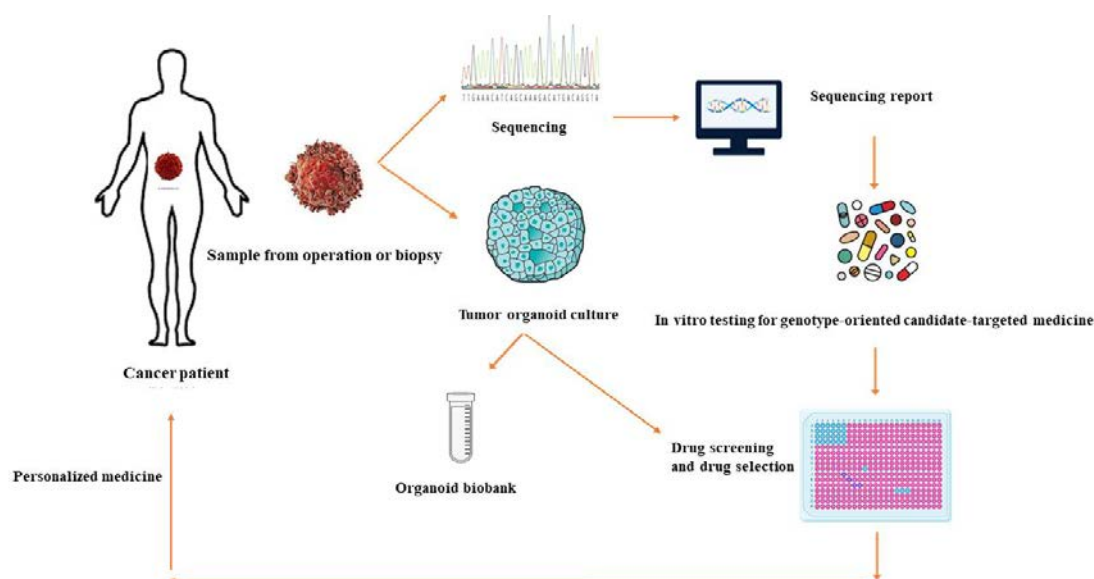 TTGAAACATCAGCAAAGACATGACAGGTA
Sequencing
Sequencing report
Sample from operation or biopsy
Tumor organoid culture
In vitro testing for genotype-oriented candidate-targeted medicine
Cancer patient
Personalized medicine
Organoid biobank
Drug screening
and drug selection